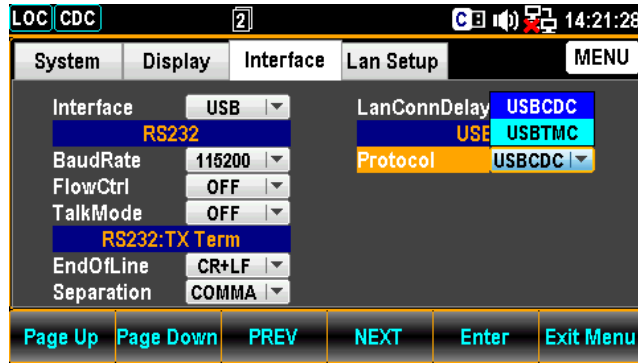 LOC CDC 2 C 14:21:28
System Display Interface Lan Setup MENU
Interface USB LanConnDelay USBCDC
RS232 USB USBTMC
BaudRate 115200 Protocol USBCDC
FlowCtrl OFF
TalkMode OFF
RS232:TX Term
EndOfLine CR+LF
Separation COMMA
Page Up Page Down PREV NEXT Enter Exit Menu